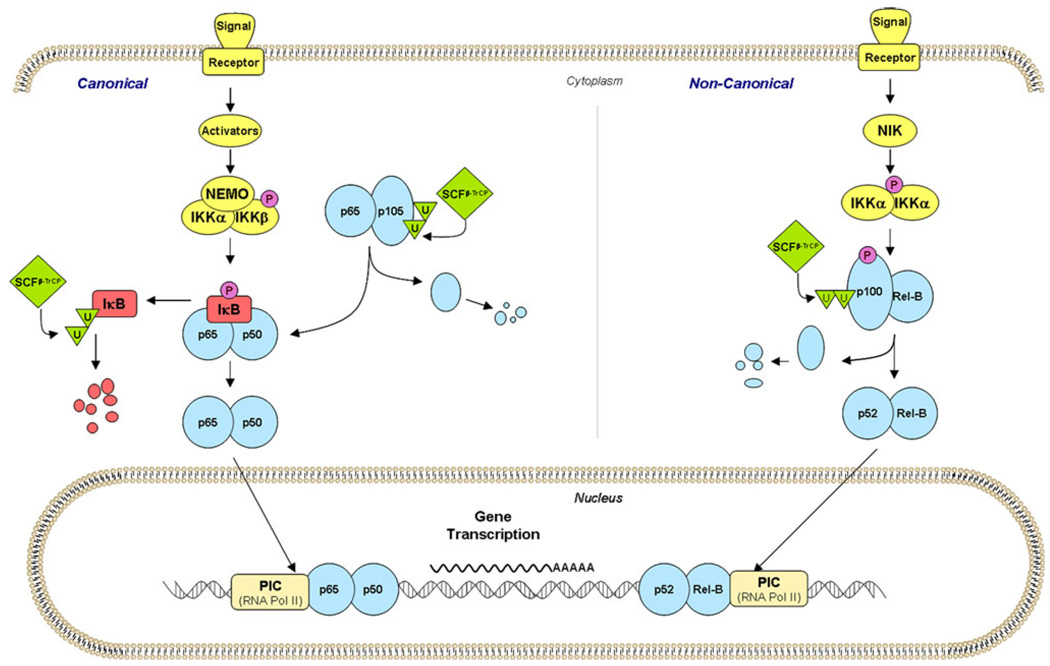 Signal
Receptor
Canonical
Cytoplasm
Non-Canonical
Signal
Receptor
Activators
NEMO
IKKα
IKKβ
P
p65
p105
U
U
SCFβ-TrCP
SCFβ-TrCP
U
U
IκB
P
IκB
p65
p50
p65
p50
NIK
P
IKKα
IKKα
SCFβ-TrCP
P
U
U
p100
Rel-B
p52
Rel-B
Nucleus
Gene
Transcription
AAAAA
PIC
(RNA Pol II)
p65
p50
p52
Rel-B
PIC
(RNA Pol II)